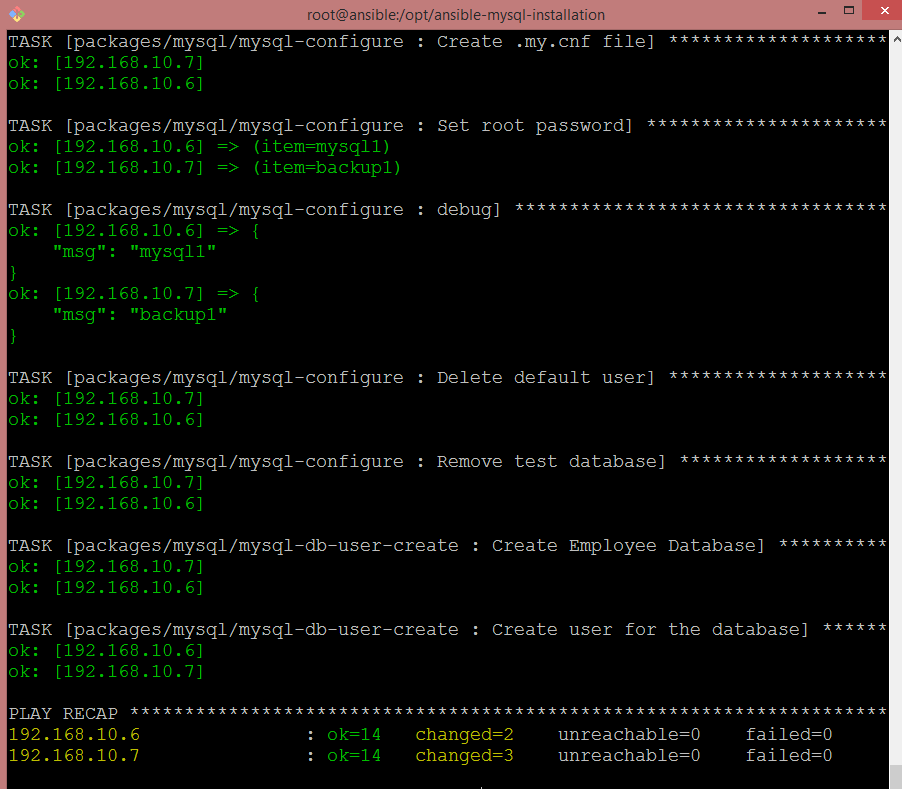 root@ansible:/opt/ansible-mysql-installation
TASK [packages/mysql/mysql-configure : Create .my.cnf file] ********************
ok: [192.168.10.7]
ok: [192.168.10.6]
TASK [packages/mysql/mysql-configure : Set root password] **********************
ok: [192.168.10.6] => (item=mysql1)
ok: [192.168.10.7] => (item=backup1)
TASK [packages/mysql/mysql-configure : debug] **********************************
ok: [192.168.10.6] => {
    "msg": "mysql1"
}
ok: [192.168.10.7] => {
    "msg": "backup1"
}
TASK [packages/mysql/mysql-configure : Delete default user] ********************
ok: [192.168.10.7]
ok: [192.168.10.6]
TASK [packages/mysql/mysql-configure : Remove test database] *******************
ok: [192.168.10.7]
ok: [192.168.10.6]
TASK [packages/mysql/mysql-db-user-create : Create Employee Database] **********
ok: [192.168.10.7]
ok: [192.168.10.6]
TASK [packages/mysql/mysql-db-user-create : Create user for the database] ******
ok: [192.168.10.6]
ok: [192.168.10.7]
PLAY RECAP *********************************************************************
192.168.10.6               : ok=14   changed=2    unreachable=0    failed=0
192.168.10.7               : ok=14   changed=3    unreachable=0    failed=0